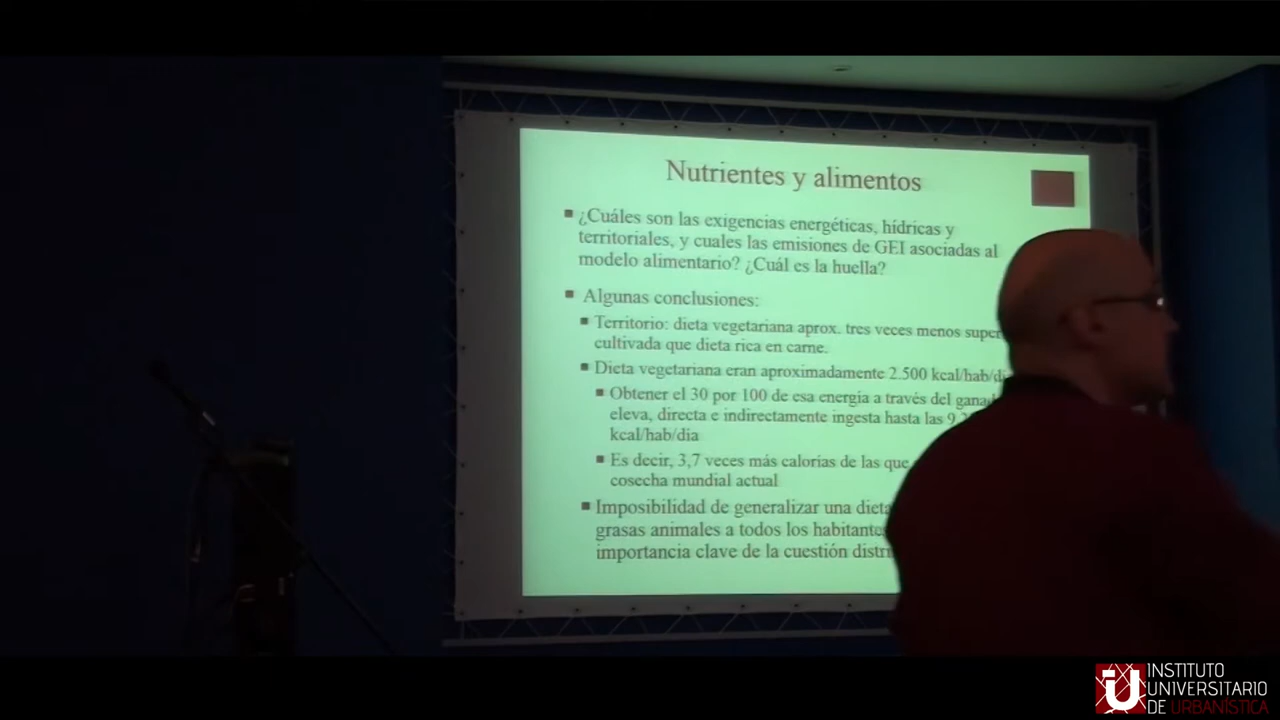 Nutrientes y alimentos
¿Cuáles son las exigencias energéticas, hídricas y
territoriales, y cuales las emisiones de GEI asociadas al
modelo alimentario? ¿Cuál es la huella?
Algunas conclusiones:
Territorio: dieta vegetariana aprox. tres veces menos
cultivada que dieta rica en carne.
Dieta vegetariana eran aproximadamente 2.500
Obtener el 30 por 100 de esa energía a través del
eleva, directa e indirectamente ingesta hasta las
kcal/hab/dia
Es decir, 3,7 veces más calorías de las que
cosecha mundial actual
Imposibilidad de generalizar una dieta
grasas animales a todos los
importancia clave de la cuestión
INSTITUTO
UNIVERSITARIO
DE URBANÍSTICA